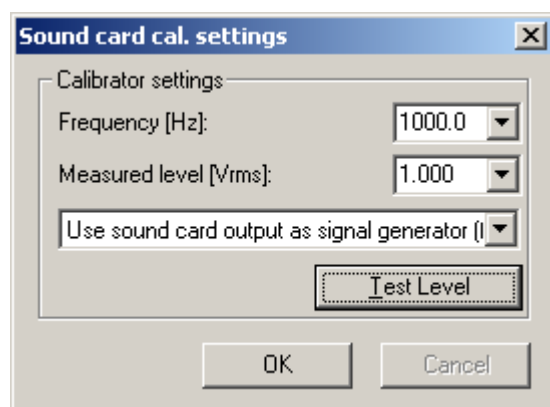 Sound card cal. settings
Calibrator settings
Frequency [Hz]: 1000.0
Measured level [Vrms]: 1.000
Use sound card output as signal generator (
Test Level
OK Cancel